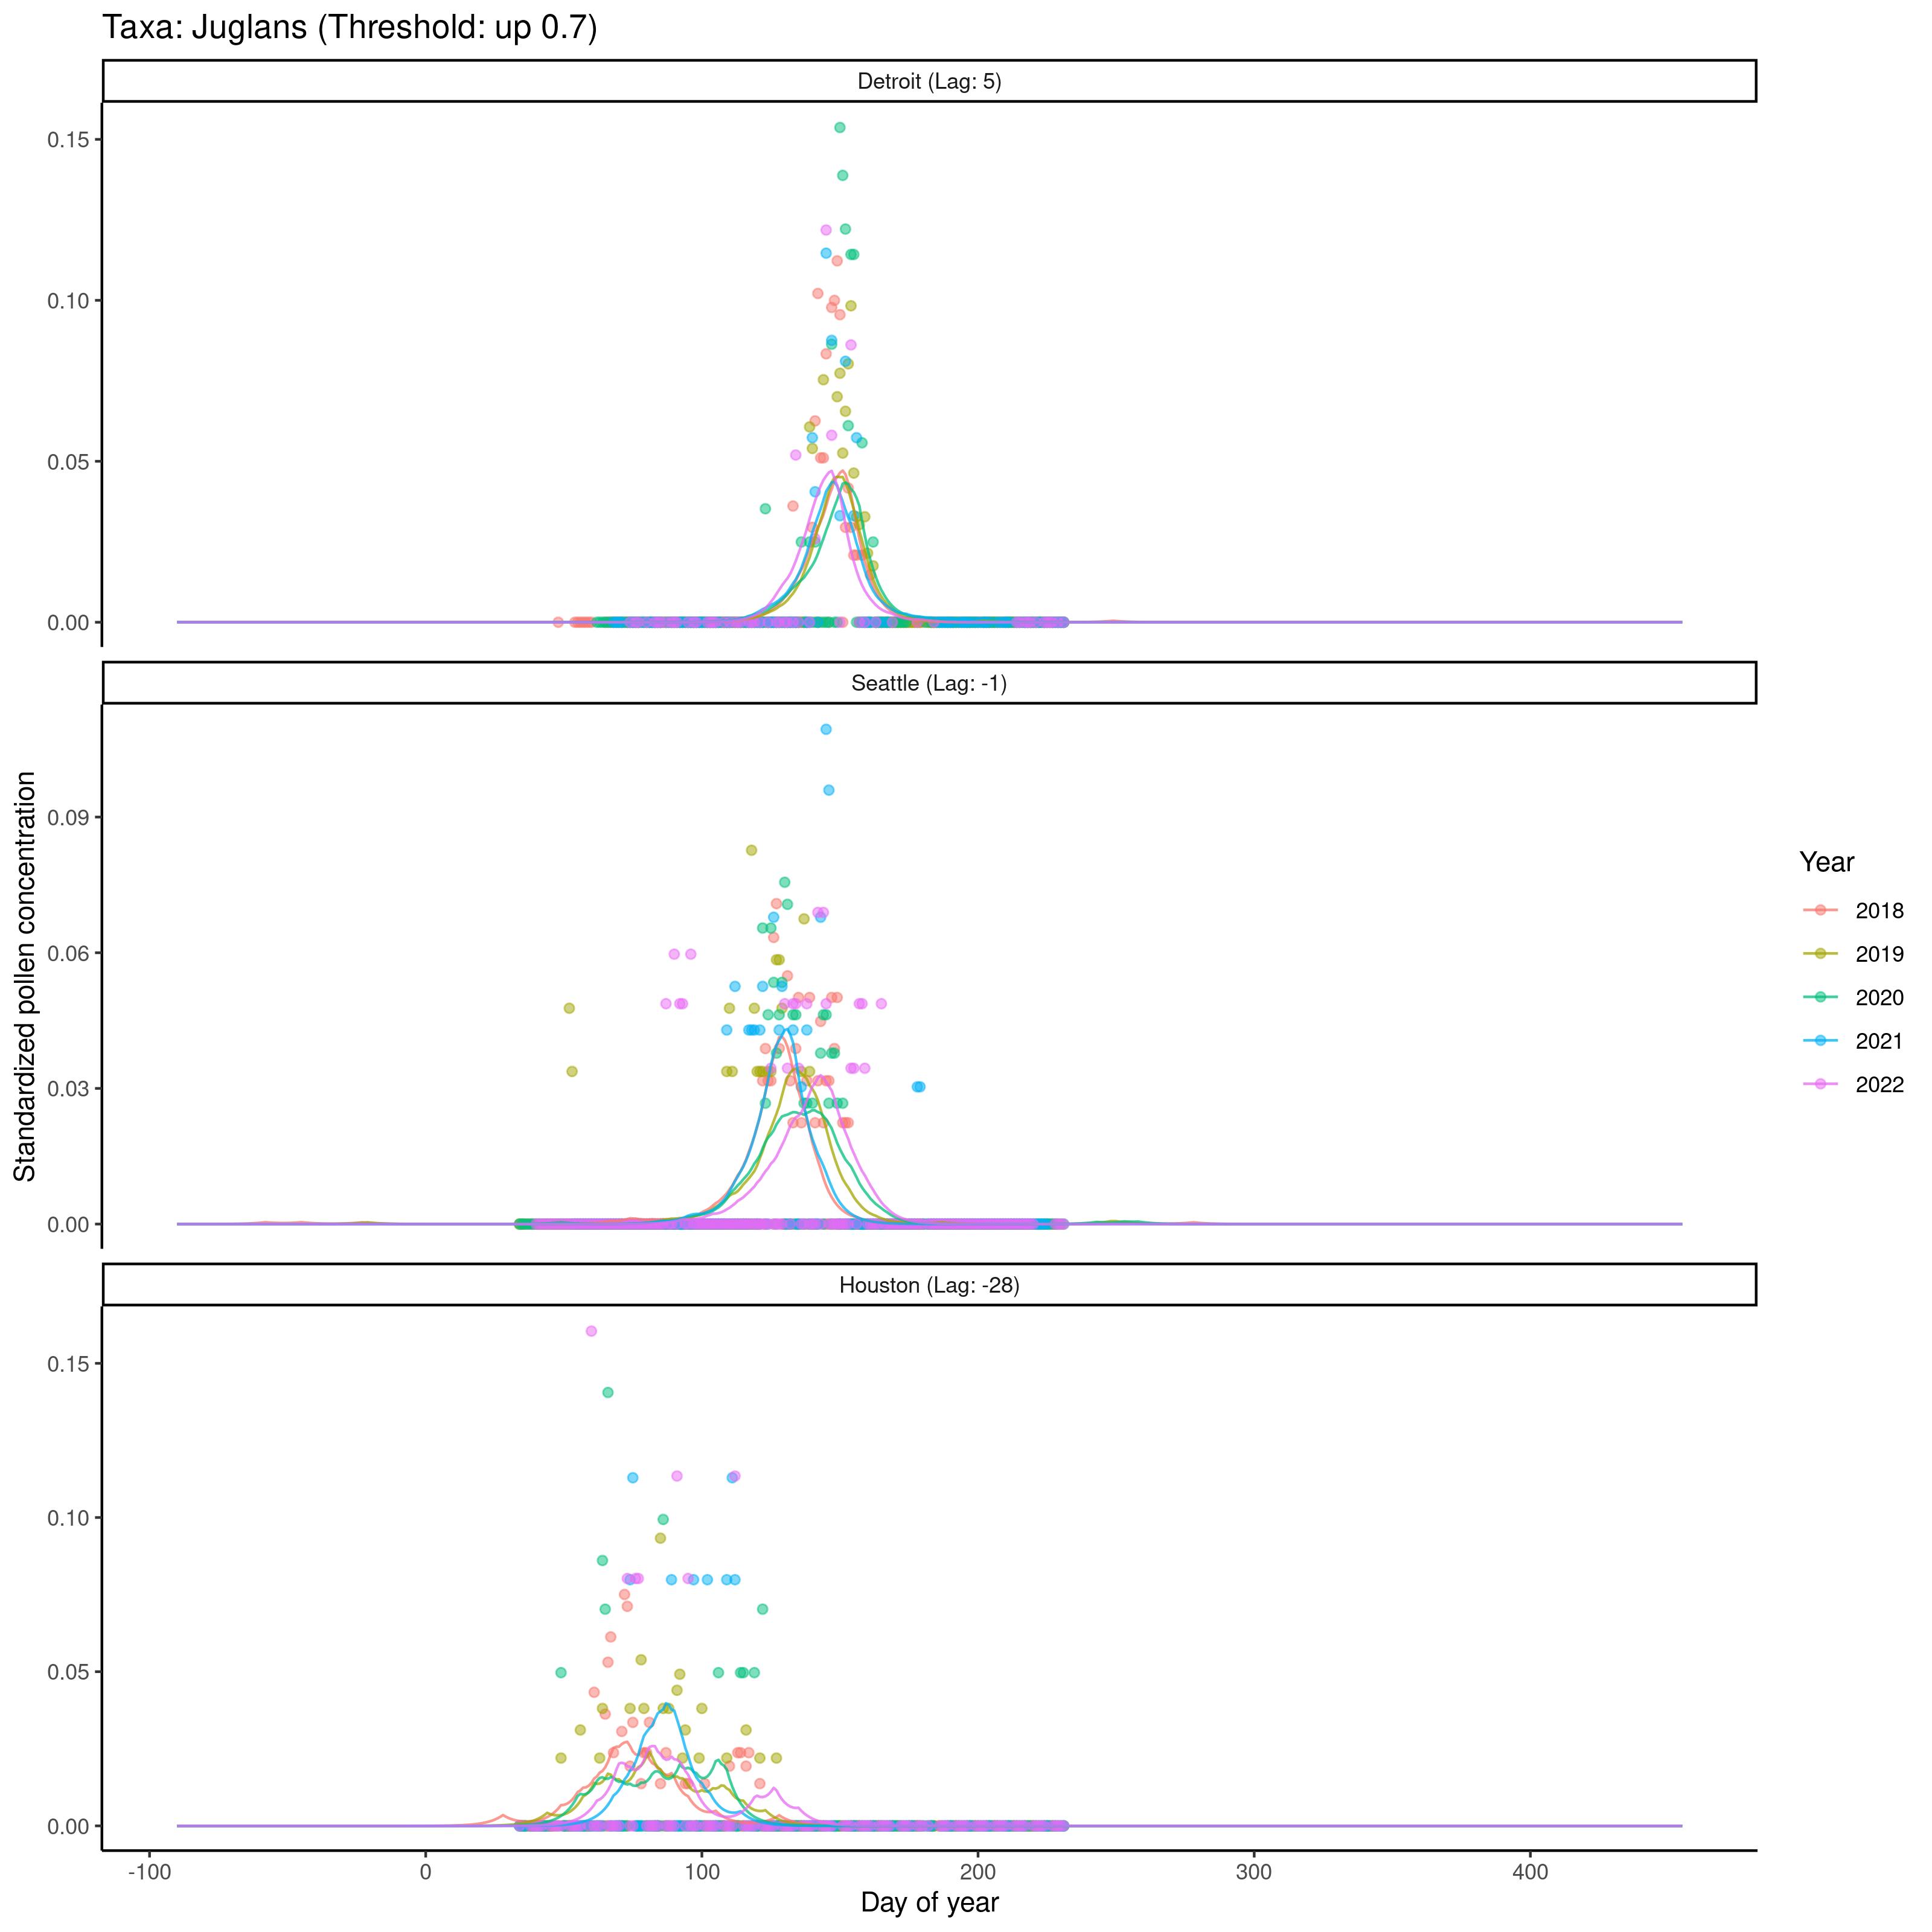 Taxa: Juglans (Threshold: up 0.7)
Detroit (Lag: 5)
0.15
0.10
0.05
0.00
Seattle (Lag: -1)
0.09
0.06
0.03
0.00
Houston (Lag: -28)
0.15
0.10
0.05
0.00
-100 0 100 200 300 400
Day of year
Standardized pollen concentration
Year
2018
2019
2020
2021
2022